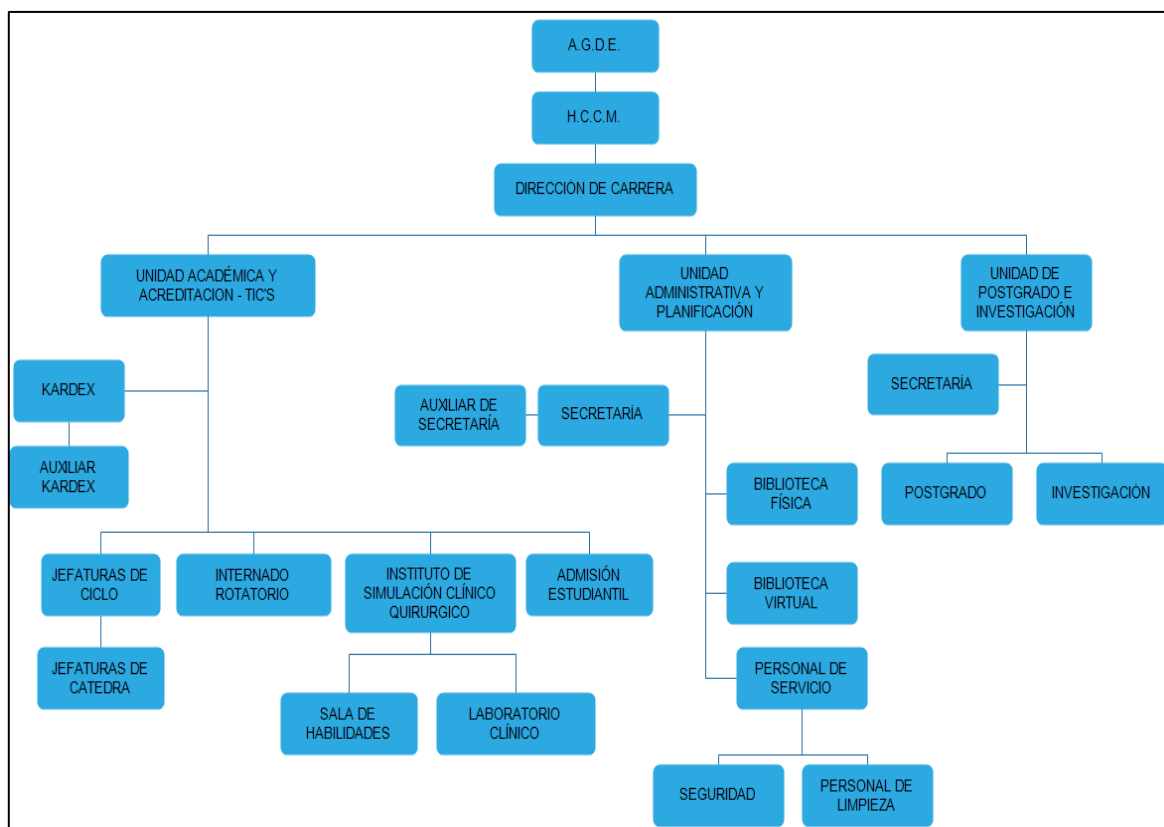 A.G.D.E.
H.C.C.M.
DIRECCIÓN DE CARRERA
UNIDAD ACADÉMICA Y
ACREDITACION - TIC'S
UNIDAD
ADMINISTRATIVA Y
PLANIFICACIÓN
UNIDAD DE
POSTGRADO E
INVESTIGACIÓN
KARDEX
AUXILIAR
KARDEX
AUXILIAR DE
SECRETARÍA
SECRETARÍA
SECRETARÍA
BIBLIOTECA
FÍSICA
POSTGRADO
INVESTIGACIÓN
JEFATURAS DE
CICLO
INTERNADO
ROTATORIO
INSTITUTO DE
SIMULACIÓN CLÍNICO
QUIRURGICO
ADMISIÓN
ESTUDIANTIL
BIBLIOTECA
VIRTUAL
JEFATURAS DE
CATEDRA
PERSONAL DE
SERVICIO
SALA DE
HABILIDADES
LABORATORIO
CLÍNICO
SEGURIDAD
PERSONAL DE
LIMPIEZA